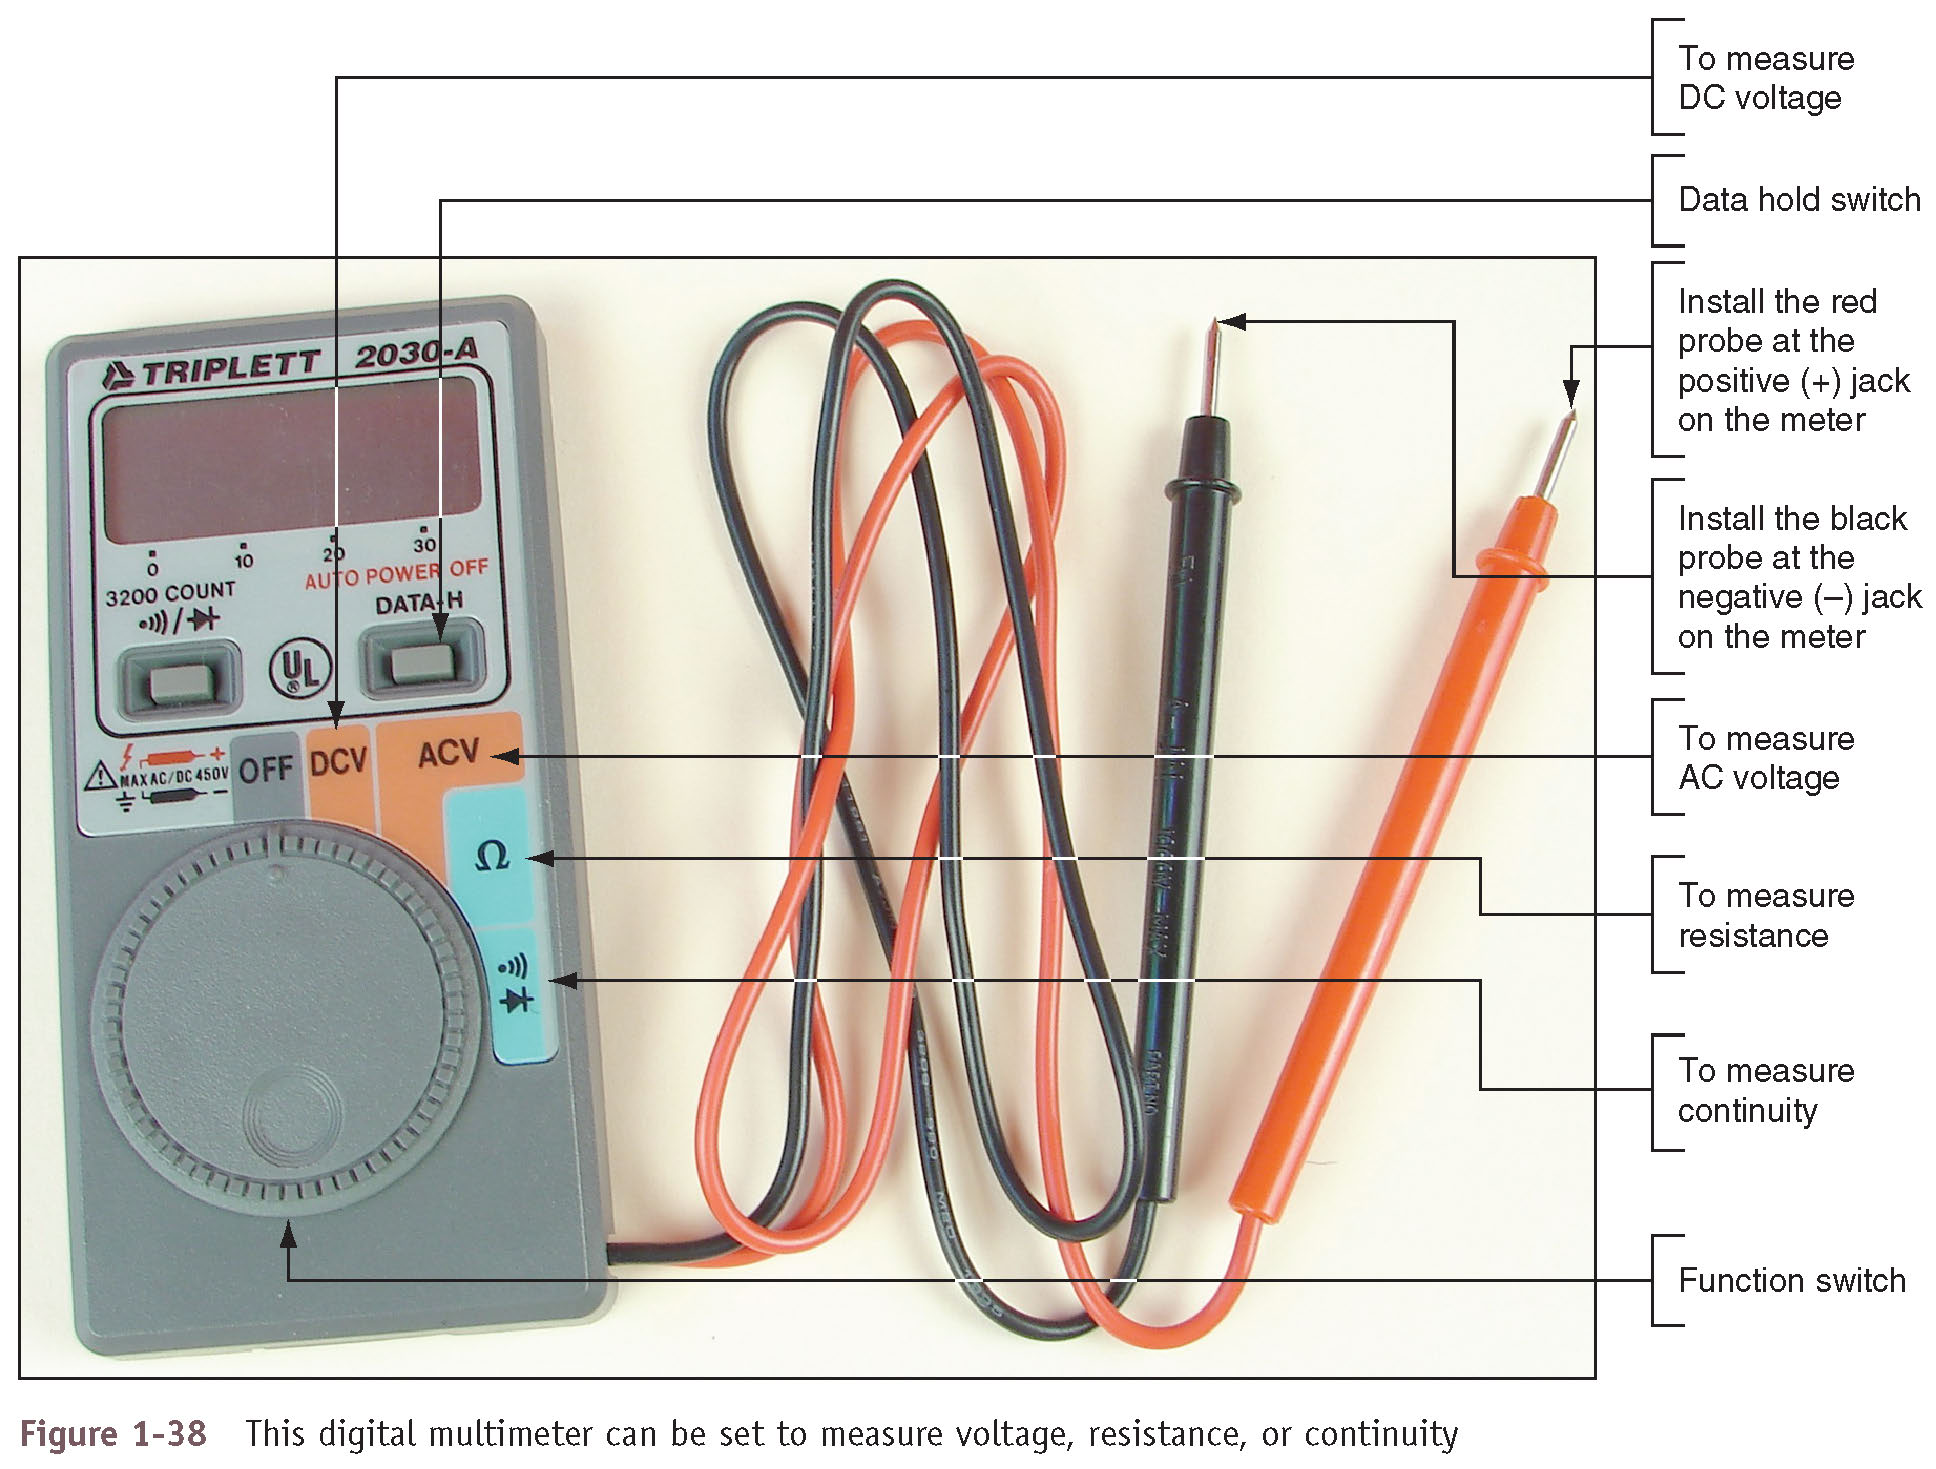 To measure
DC voltage
Data hold switch
Install the red
probe at the
positive (+) jack
on the meter
Install the black
probe at the
negative (–) jack
on the meter
To measure
AC voltage
To measure
resistance
To measure
continuity
Function switch
TRIPLETT 2030-A
0 10 20 30
3200 COUNT
AUTO POWER OFF
DATA-H
UL
®
+
MAX AC/DC 450V
–
OFF
DCV
ACV
Ω
Figure 1-38 This digital multimeter can be set to measure voltage, resistance, or continuity